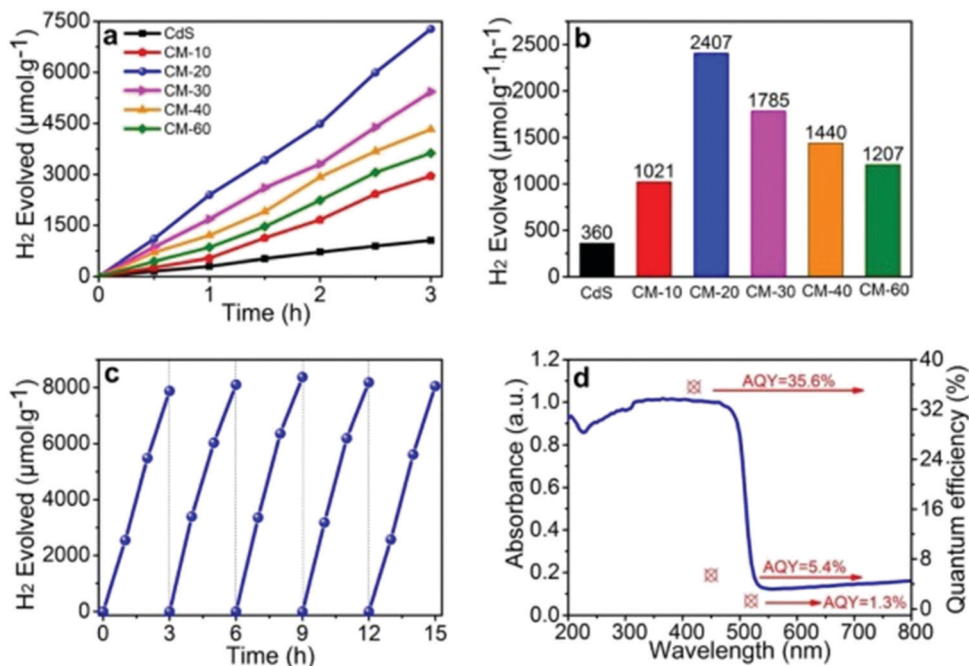 a
CdS
CM-10
CM-20
CM-30
CM-40
CM-60
H2 Evolved (μmol.g⁻¹)
7500
6000
4500
3000
1500
0
0 1 2 3
Time (h)
b
H2 Evolved (μmol.g⁻¹.h⁻¹)
2500
2000
1500
1000
500
0
360
1021
2407
1785
1440
1207
CdS CM-10 CM-20 CM-30 CM-40 CM-60
c
H2 Evolved (μmol.g⁻¹)
8000
6000
4000
2000
0
0 3 6 9 12 15
Time (h)
d
Absorbance (a.u.)
1.2
1.0
0.8
0.6
0.4
0.2
0.0
AQY=35.6%
AQY=5.4%
AQY=1.3%
40
32
24
16
8
0
Quantum efficiency (%)
200 300 400 500 600 700 800
Wavelength (nm)